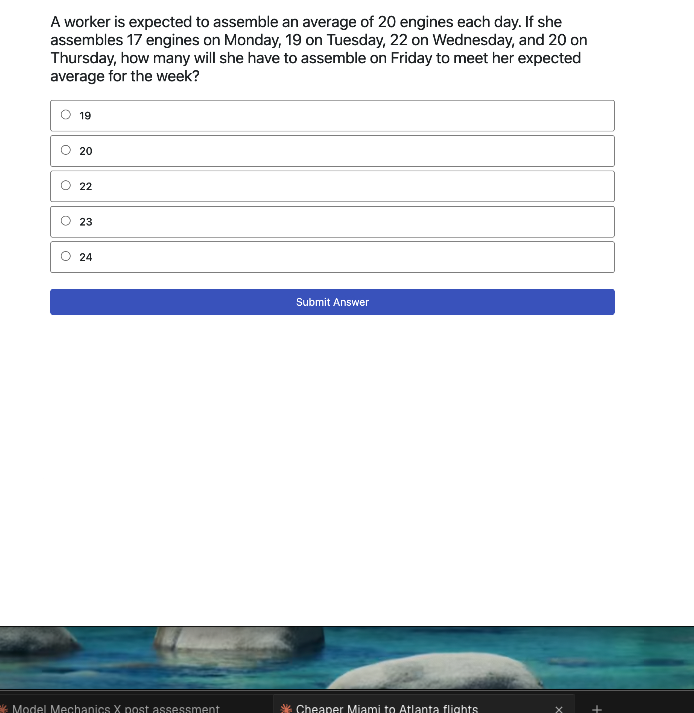 A worker is expected to assemble an average of 20 engines each day. If she
assembles 17 engines on Monday, 19 on Tuesday, 22 on Wednesday, and 20 on
Thursday, how many will she have to assemble on Friday to meet her expected
average for the week?
19
20
22
23
24
Submit Answer
Model Mechanics X post assessment
Cheaper Miami to Atlanta flights